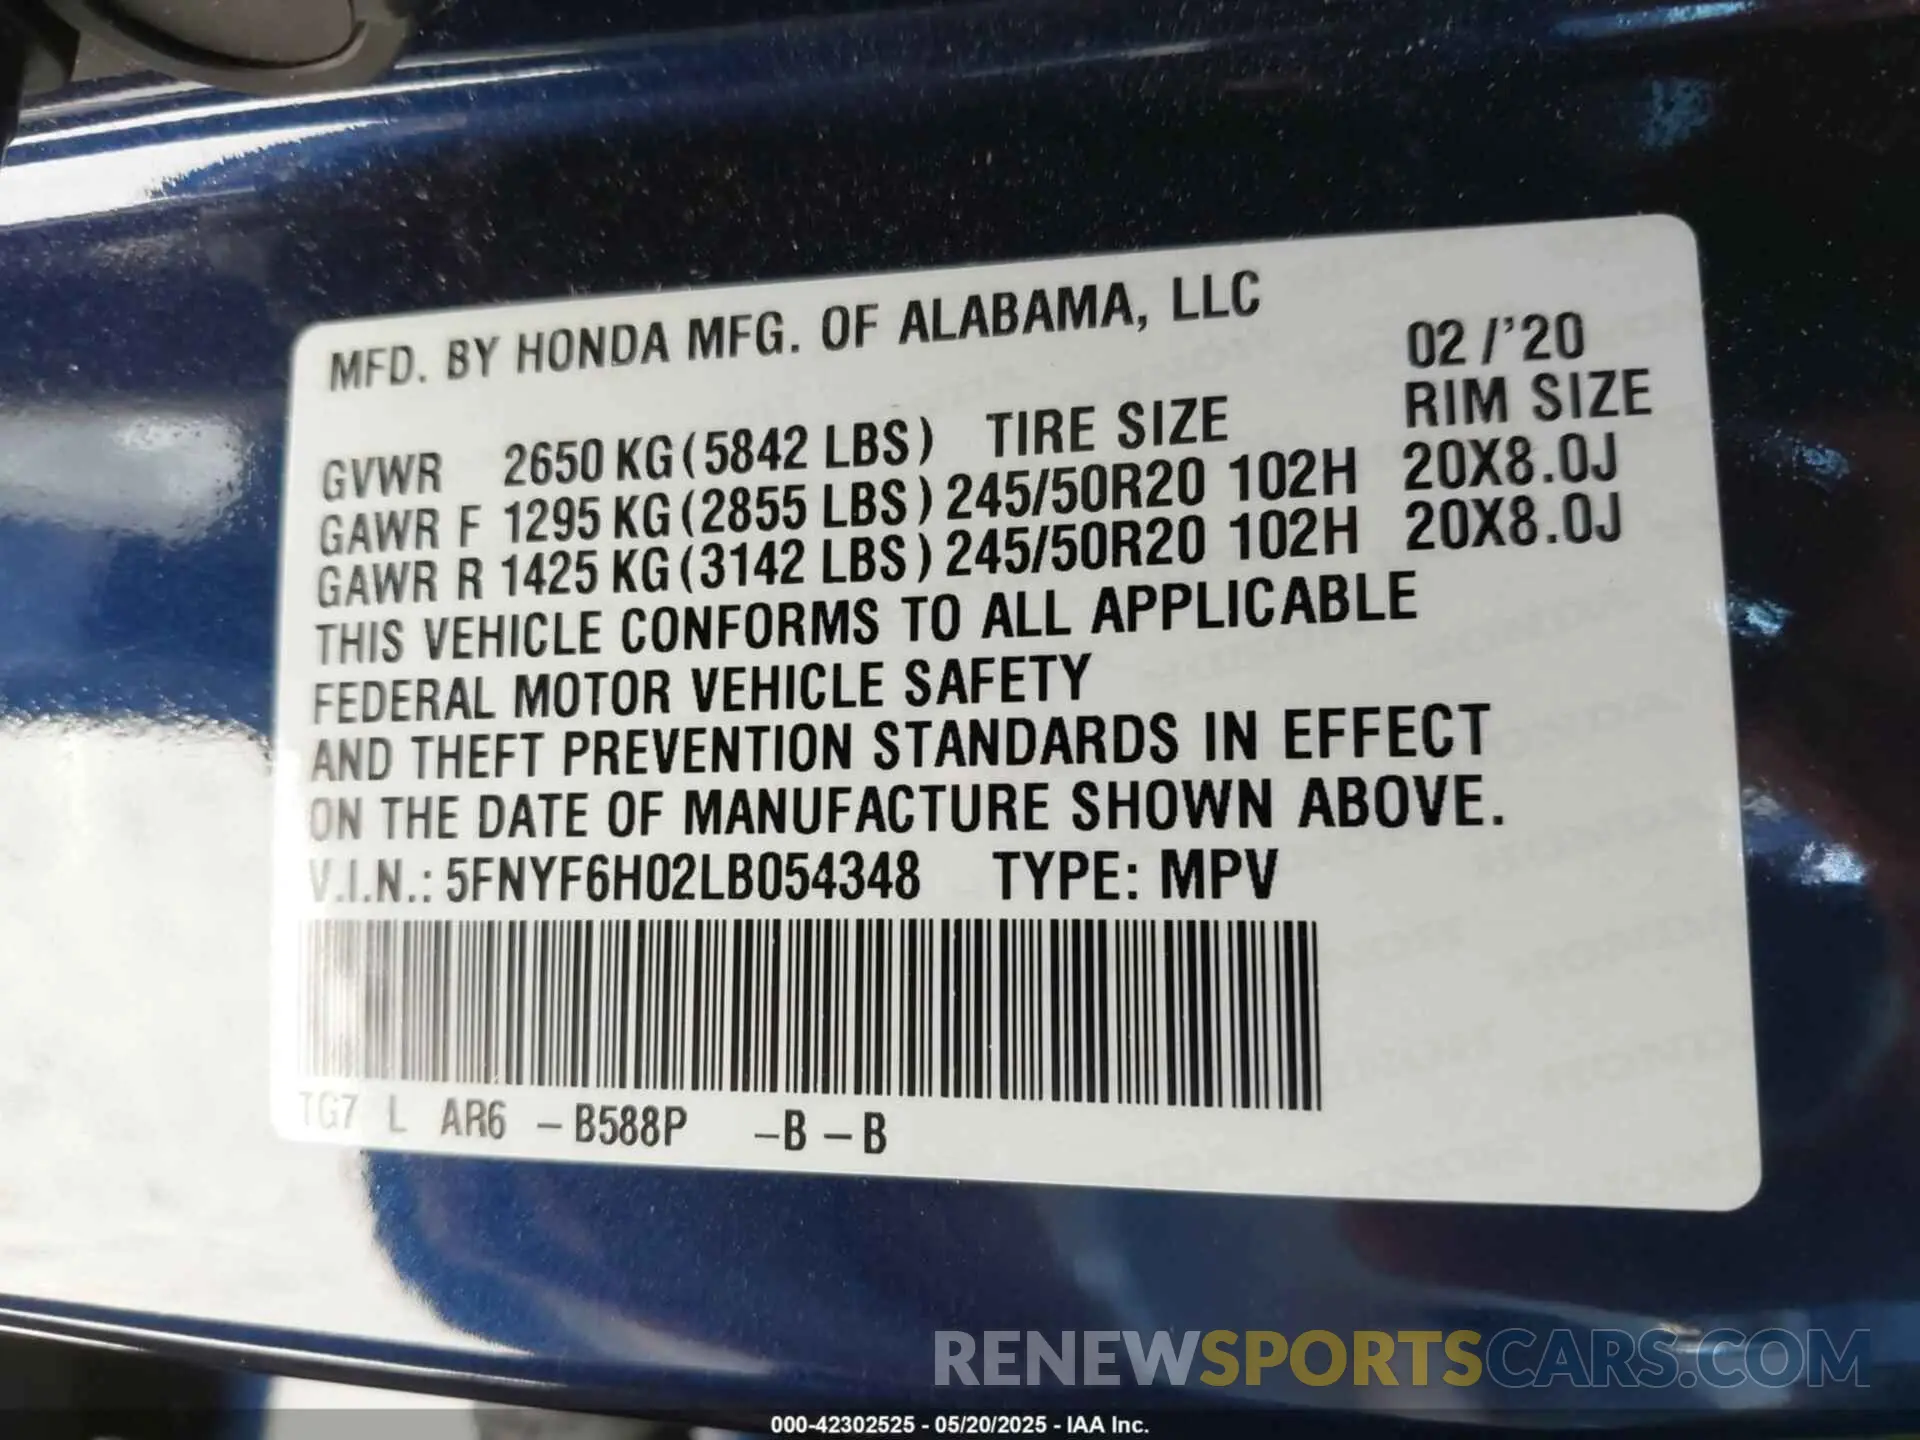 MFD. BY HONDA MFG. OF ALABAMA, LLC 02 /'20
RIM SIZE
GVWR 2650 KG (5842 LBS) TIRE SIZE
GAWR F 1295 KG (2855 LBS) 245/50R20 102H 20X8.0J
GAWR R 1425 KG (3142 LBS) 245/50R20 102H 20X8.0J
THIS VEHICLE CONFORMS TO ALL APPLICABLE
FEDERAL MOTOR VEHICLE SAFETY
AND THEFT PREVENTION STANDARDS IN EFFECT
ON THE DATE OF MANUFACTURE SHOWN ABOVE.
V.I.N.: 5FNYF6H02LB054348 TYPE: MPV
TG7 L AR6 -B588P -B -B
RENEWSPORTSCARS.COM
000-42302525 - 05/20/2025 - IAA Inc.